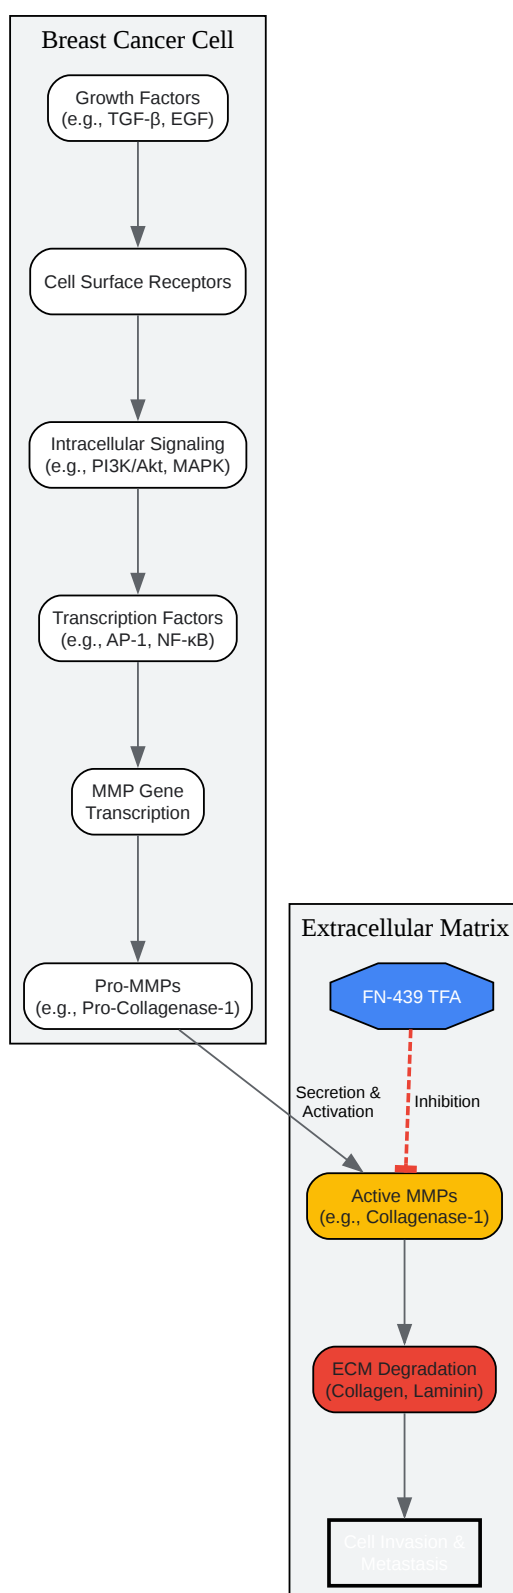 Breast Cancer Cell
Growth Factors
(e.g., TGF-β, EGF)
Cell Surface Receptors
Intracellular Signaling
(e.g., PI3K/Akt, MAPK)
Transcription Factors
(e.g., AP-1, NF-κB)
MMP Gene
Transcription
Pro-MMPs
(e.g., Pro-Collagenase-1)
Extracellular Matrix
FN-439 TFA
Secretion &
Activation
Inhibition
Active MMPs
(e.g., Collagenase-1)
ECM Degradation
(Collagen, Laminin)
Cell Invasion &
Metastasis